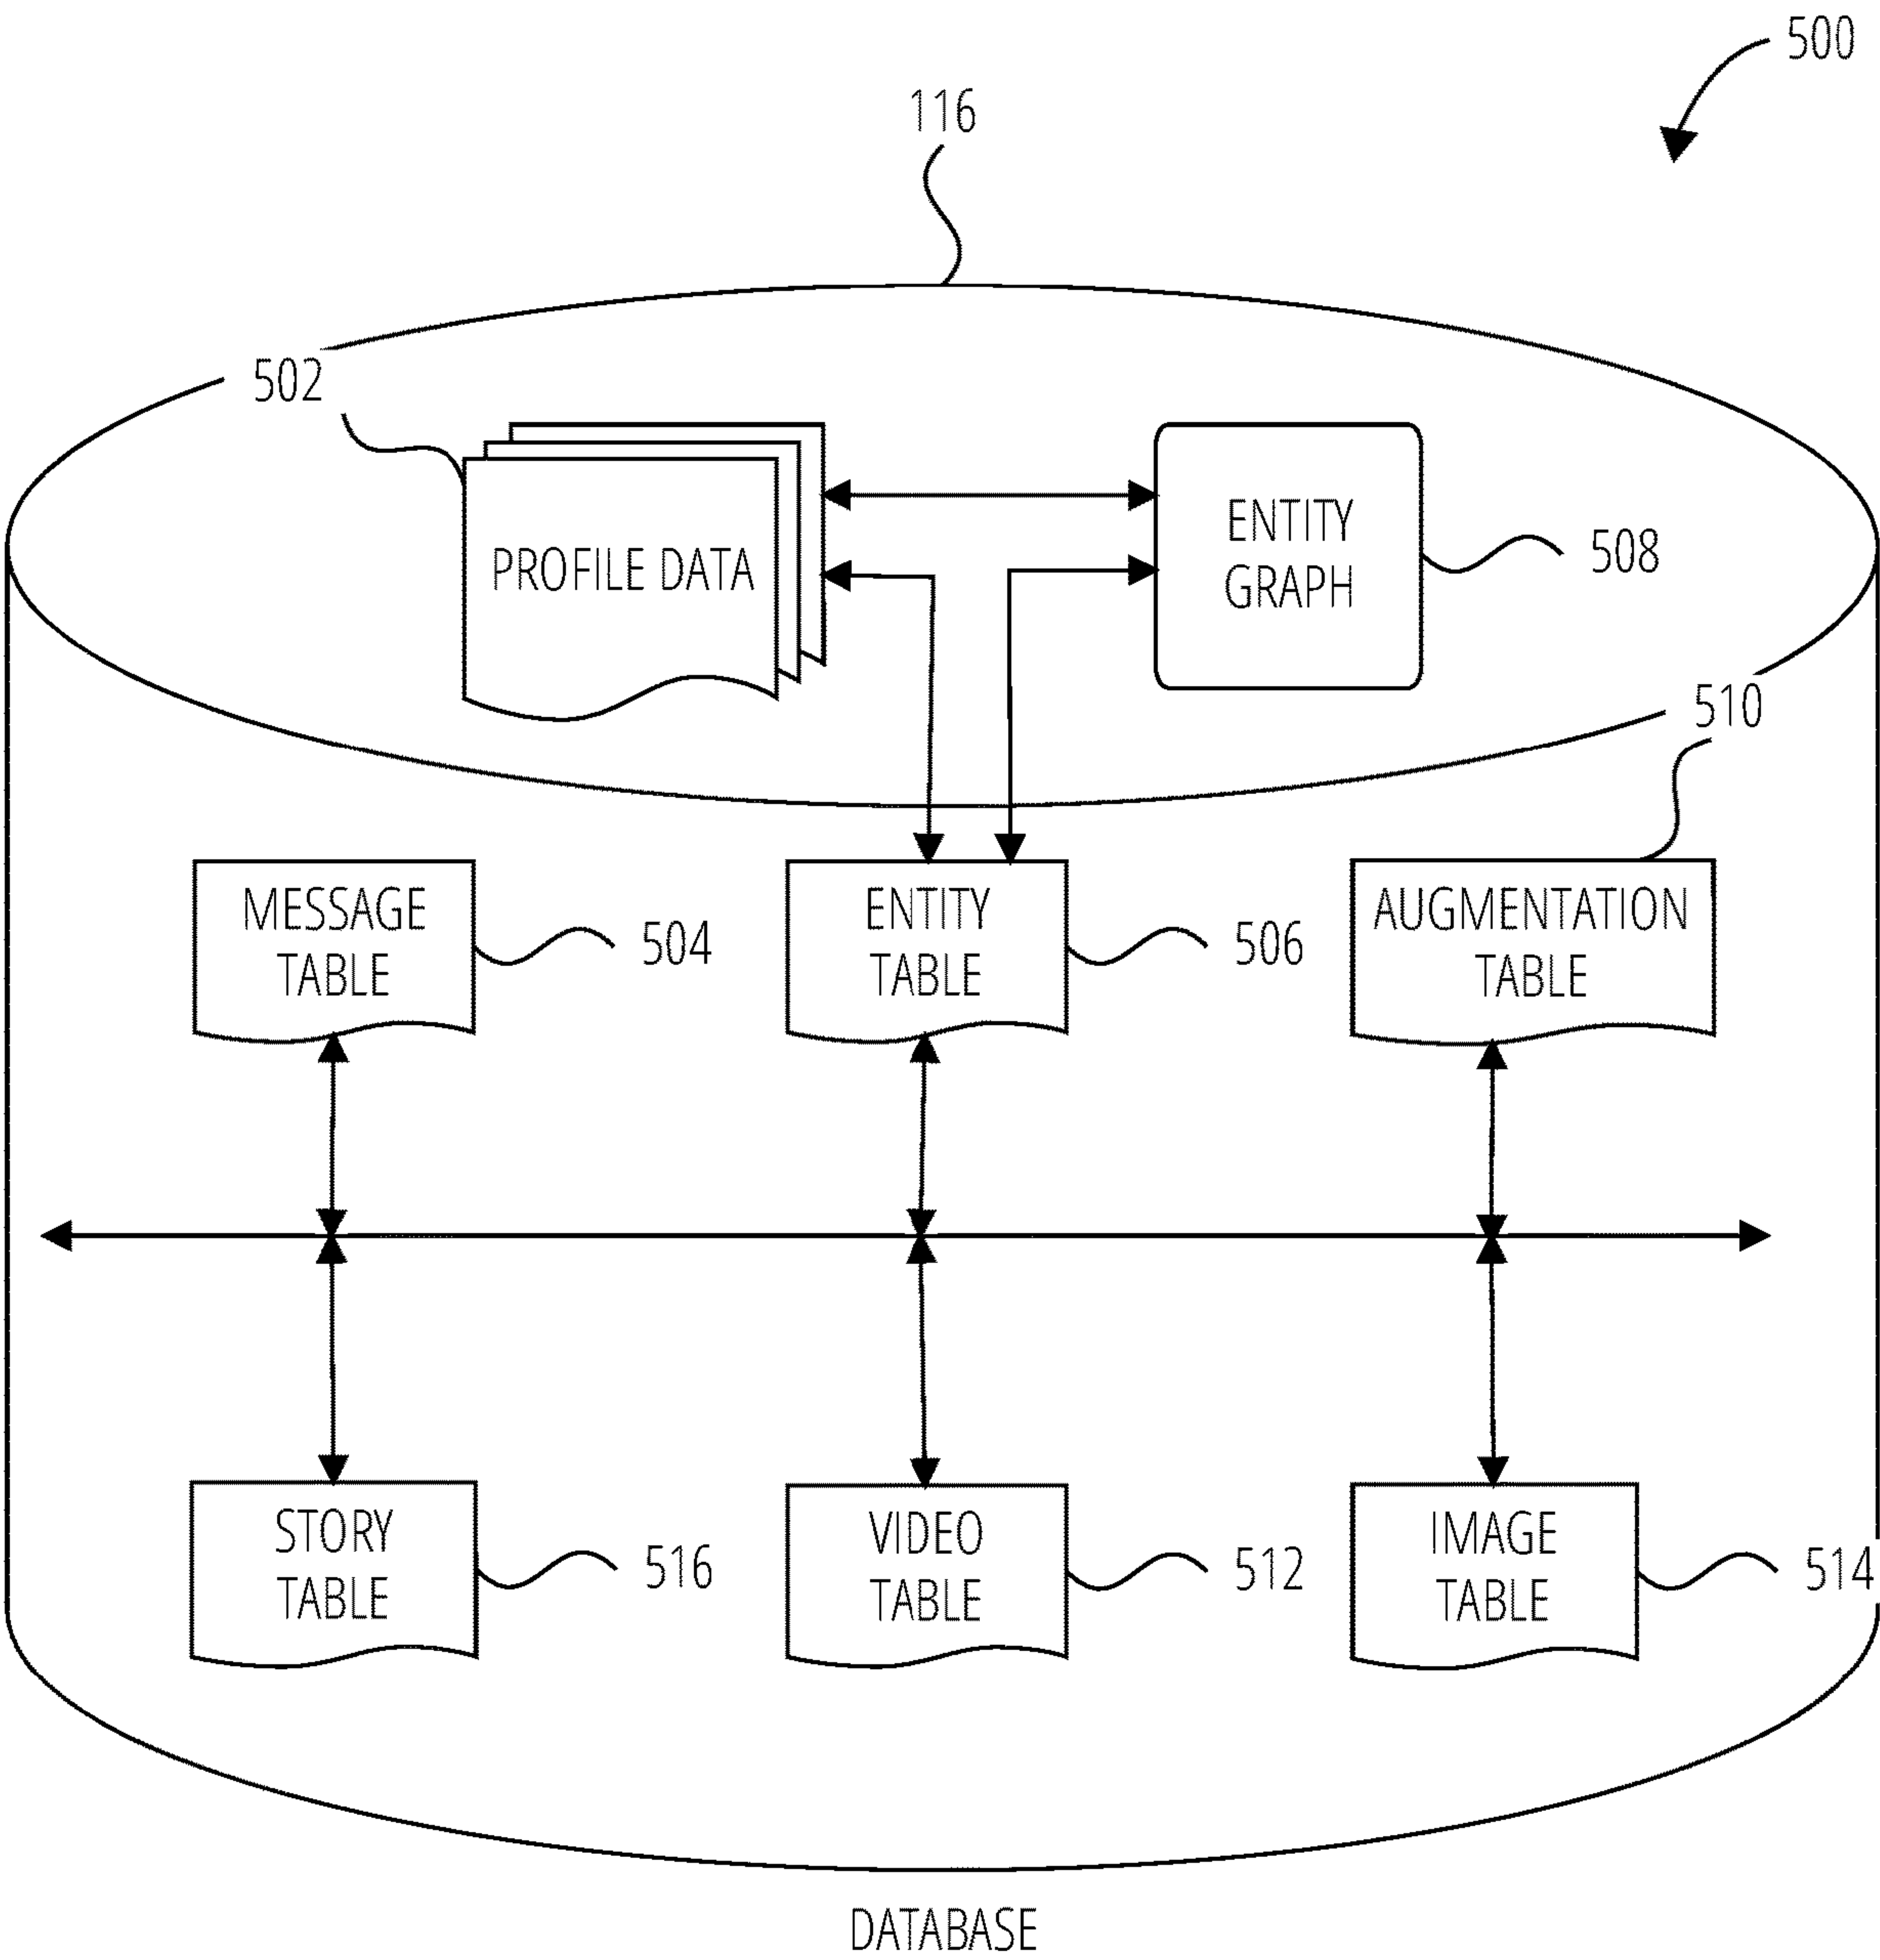 500
116
502
PROFILE DATA
ENTITY
GRAPH
508
510
MESSAGE
TABLE
504
ENTITY
TABLE
506
AUGMENTATION
TABLE
STORY
TABLE
516
VIDEO
TABLE
512
IMAGE
TABLE
514
DATABASE